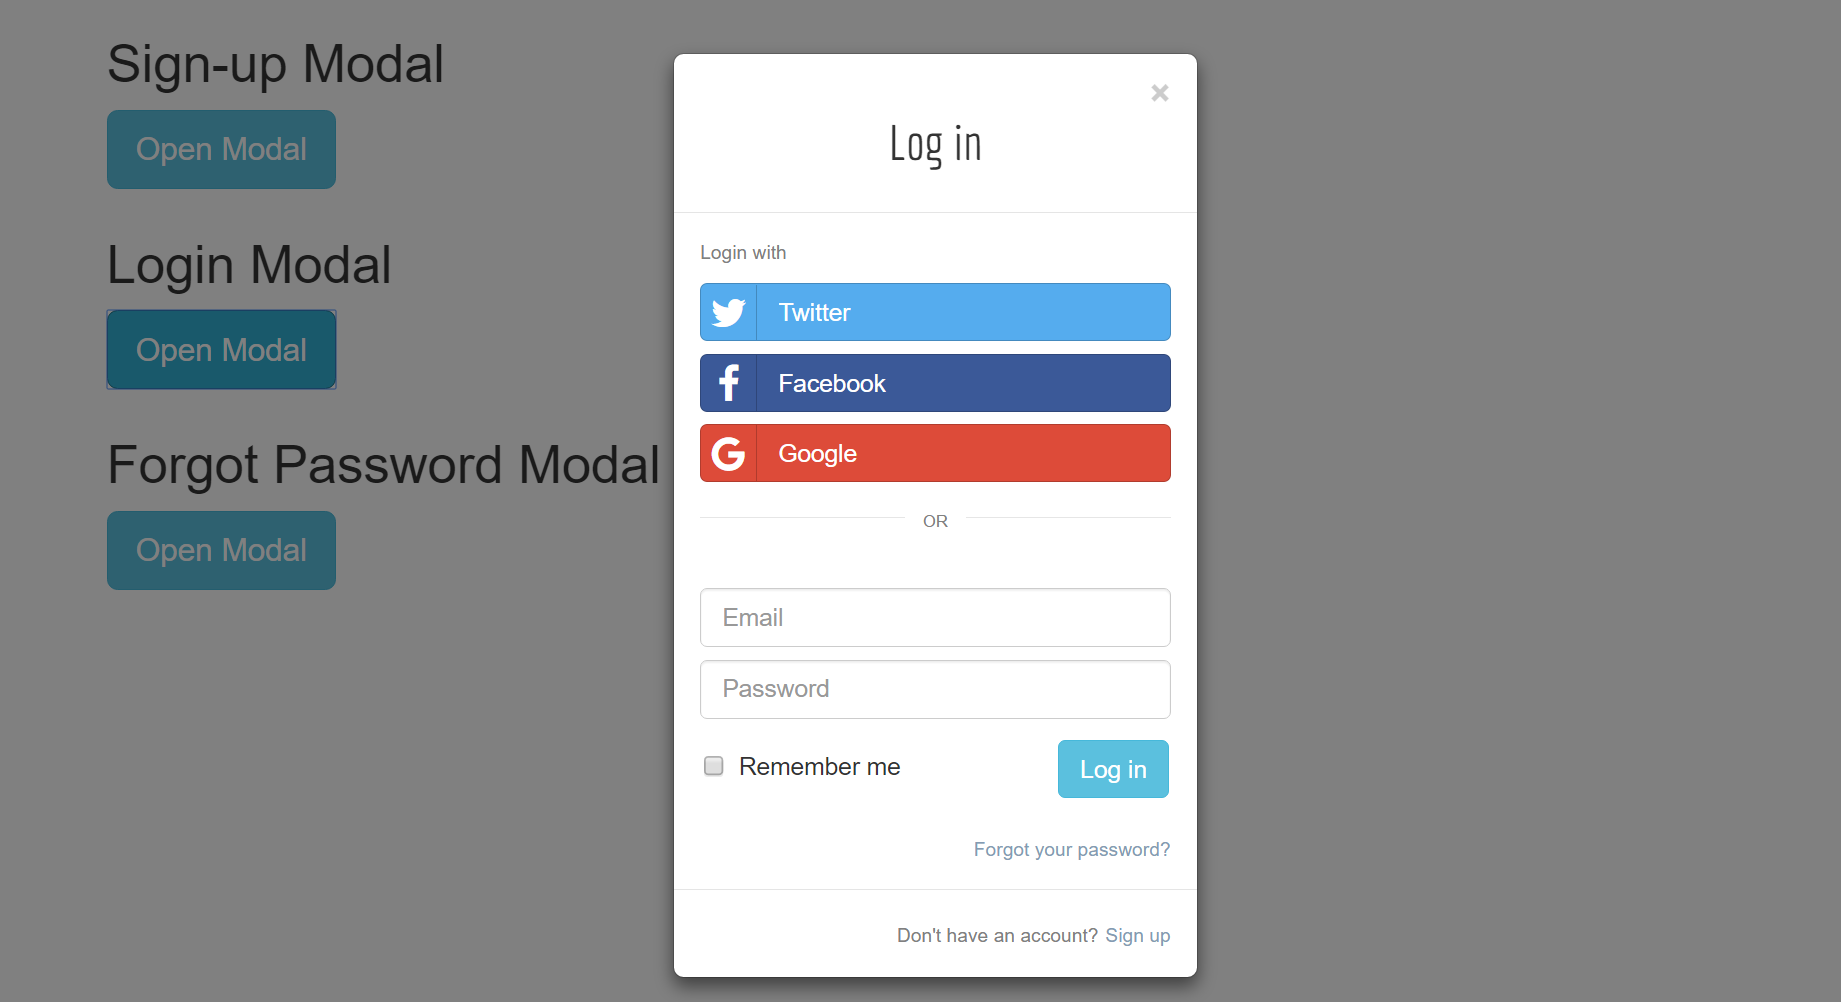 Sign-up Modal
Open Modal
Login Modal
Open Modal
Forgot Password Modal
Open Modal
×
Log in
Login with
Twitter
Facebook
Google
OR
Email
Password
Remember me
Log in
Forgot your password?
Don't have an account? Sign up